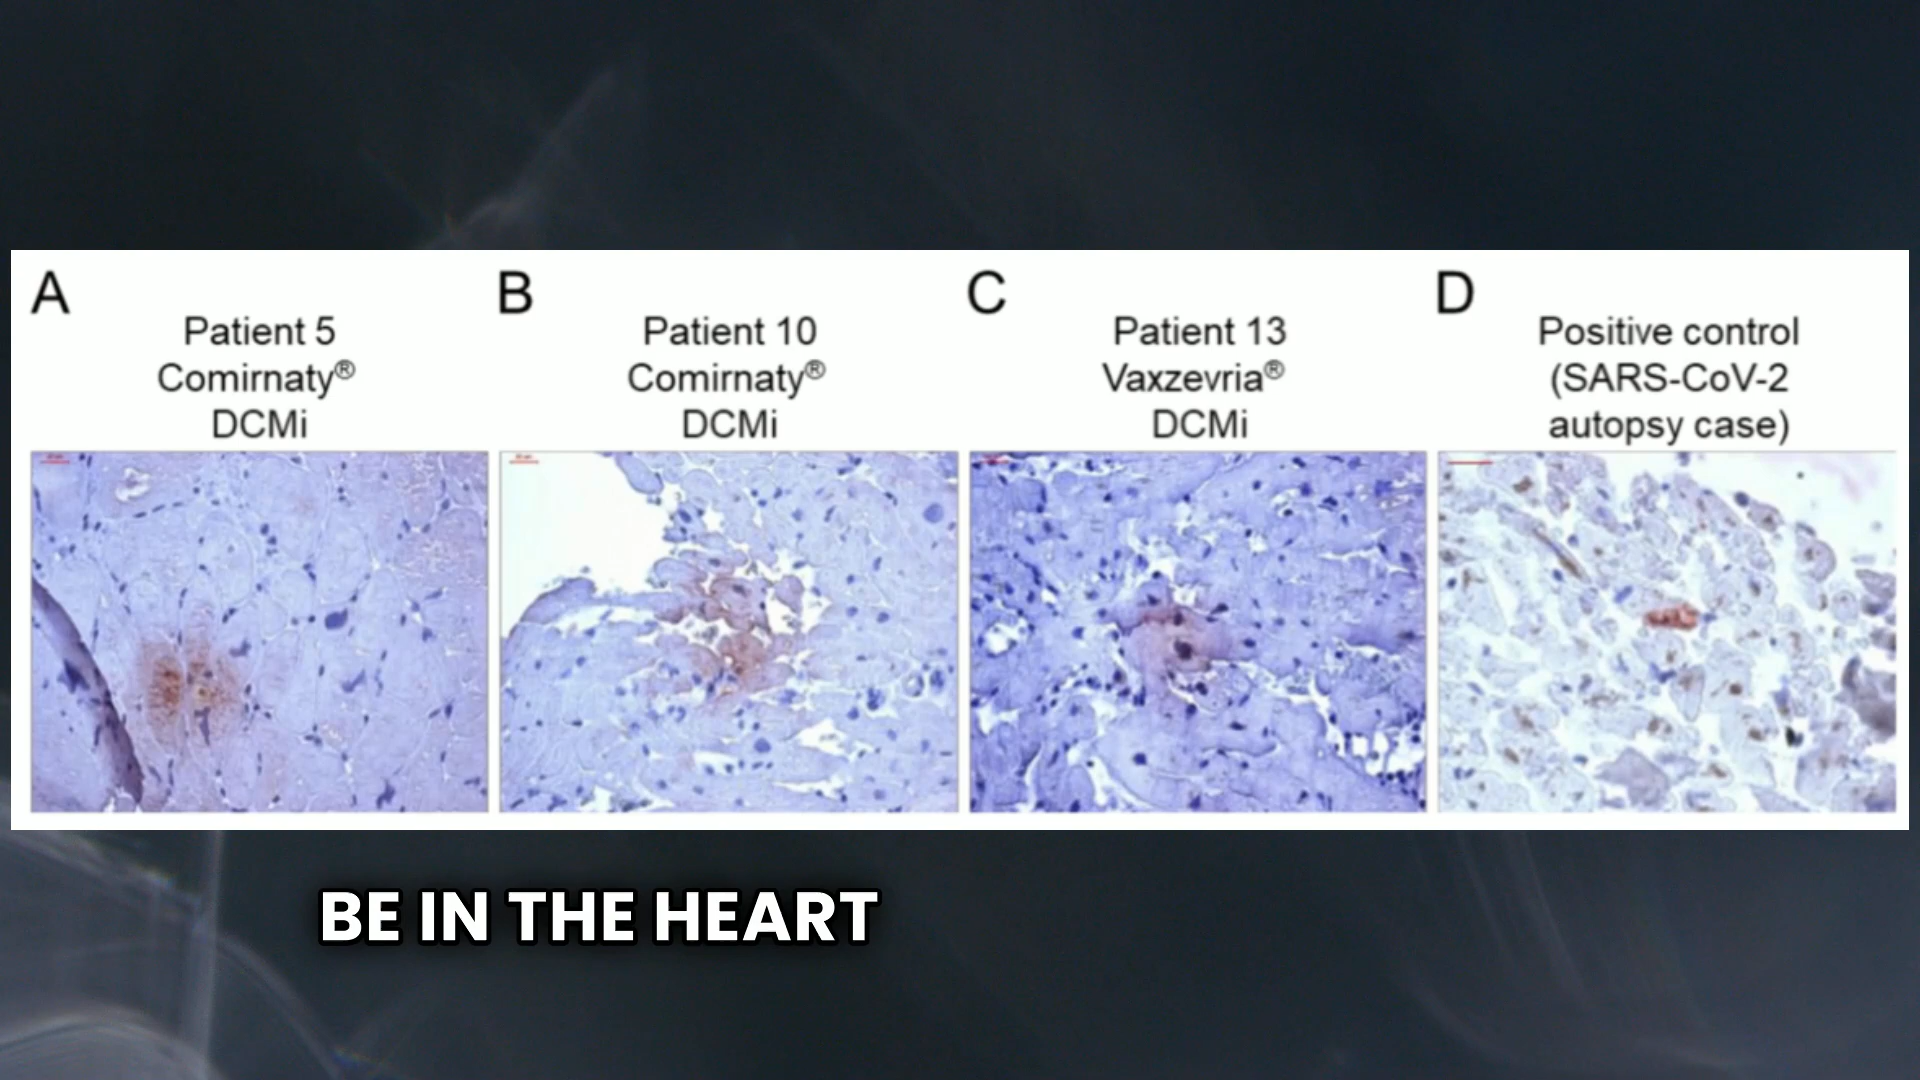 A
Patient 5
Comirnaty®
DCMi
B
Patient 10
Comirnaty®
DCMi
C
Patient 13
Vaxzevria®
DCMi
D
Positive control
(SARS-CoV-2
autopsy case)
BE IN THE HEART